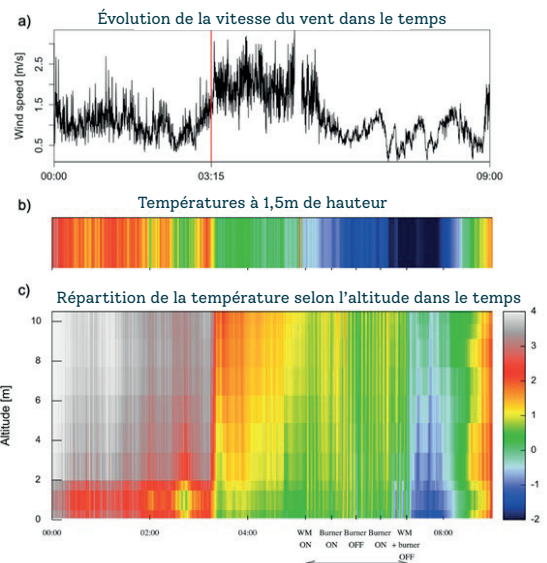 Évolution de la vitesse du vent dans le temps
a)
Wind speed [m/s]
2.5
1.5
0.5
00:00 03:15 09:00
Températures à 1,5m de hauteur
b)
c)
Répartition de la température selon l'altitude dans le temps
Altitude [m]
10
8
6
4
2
0
4
3
2
1
0
-1
-2
00:00 02:00 04:00 WM Burner Burner Burner WM 08:00
ON ON OFF ON + burner
OFF